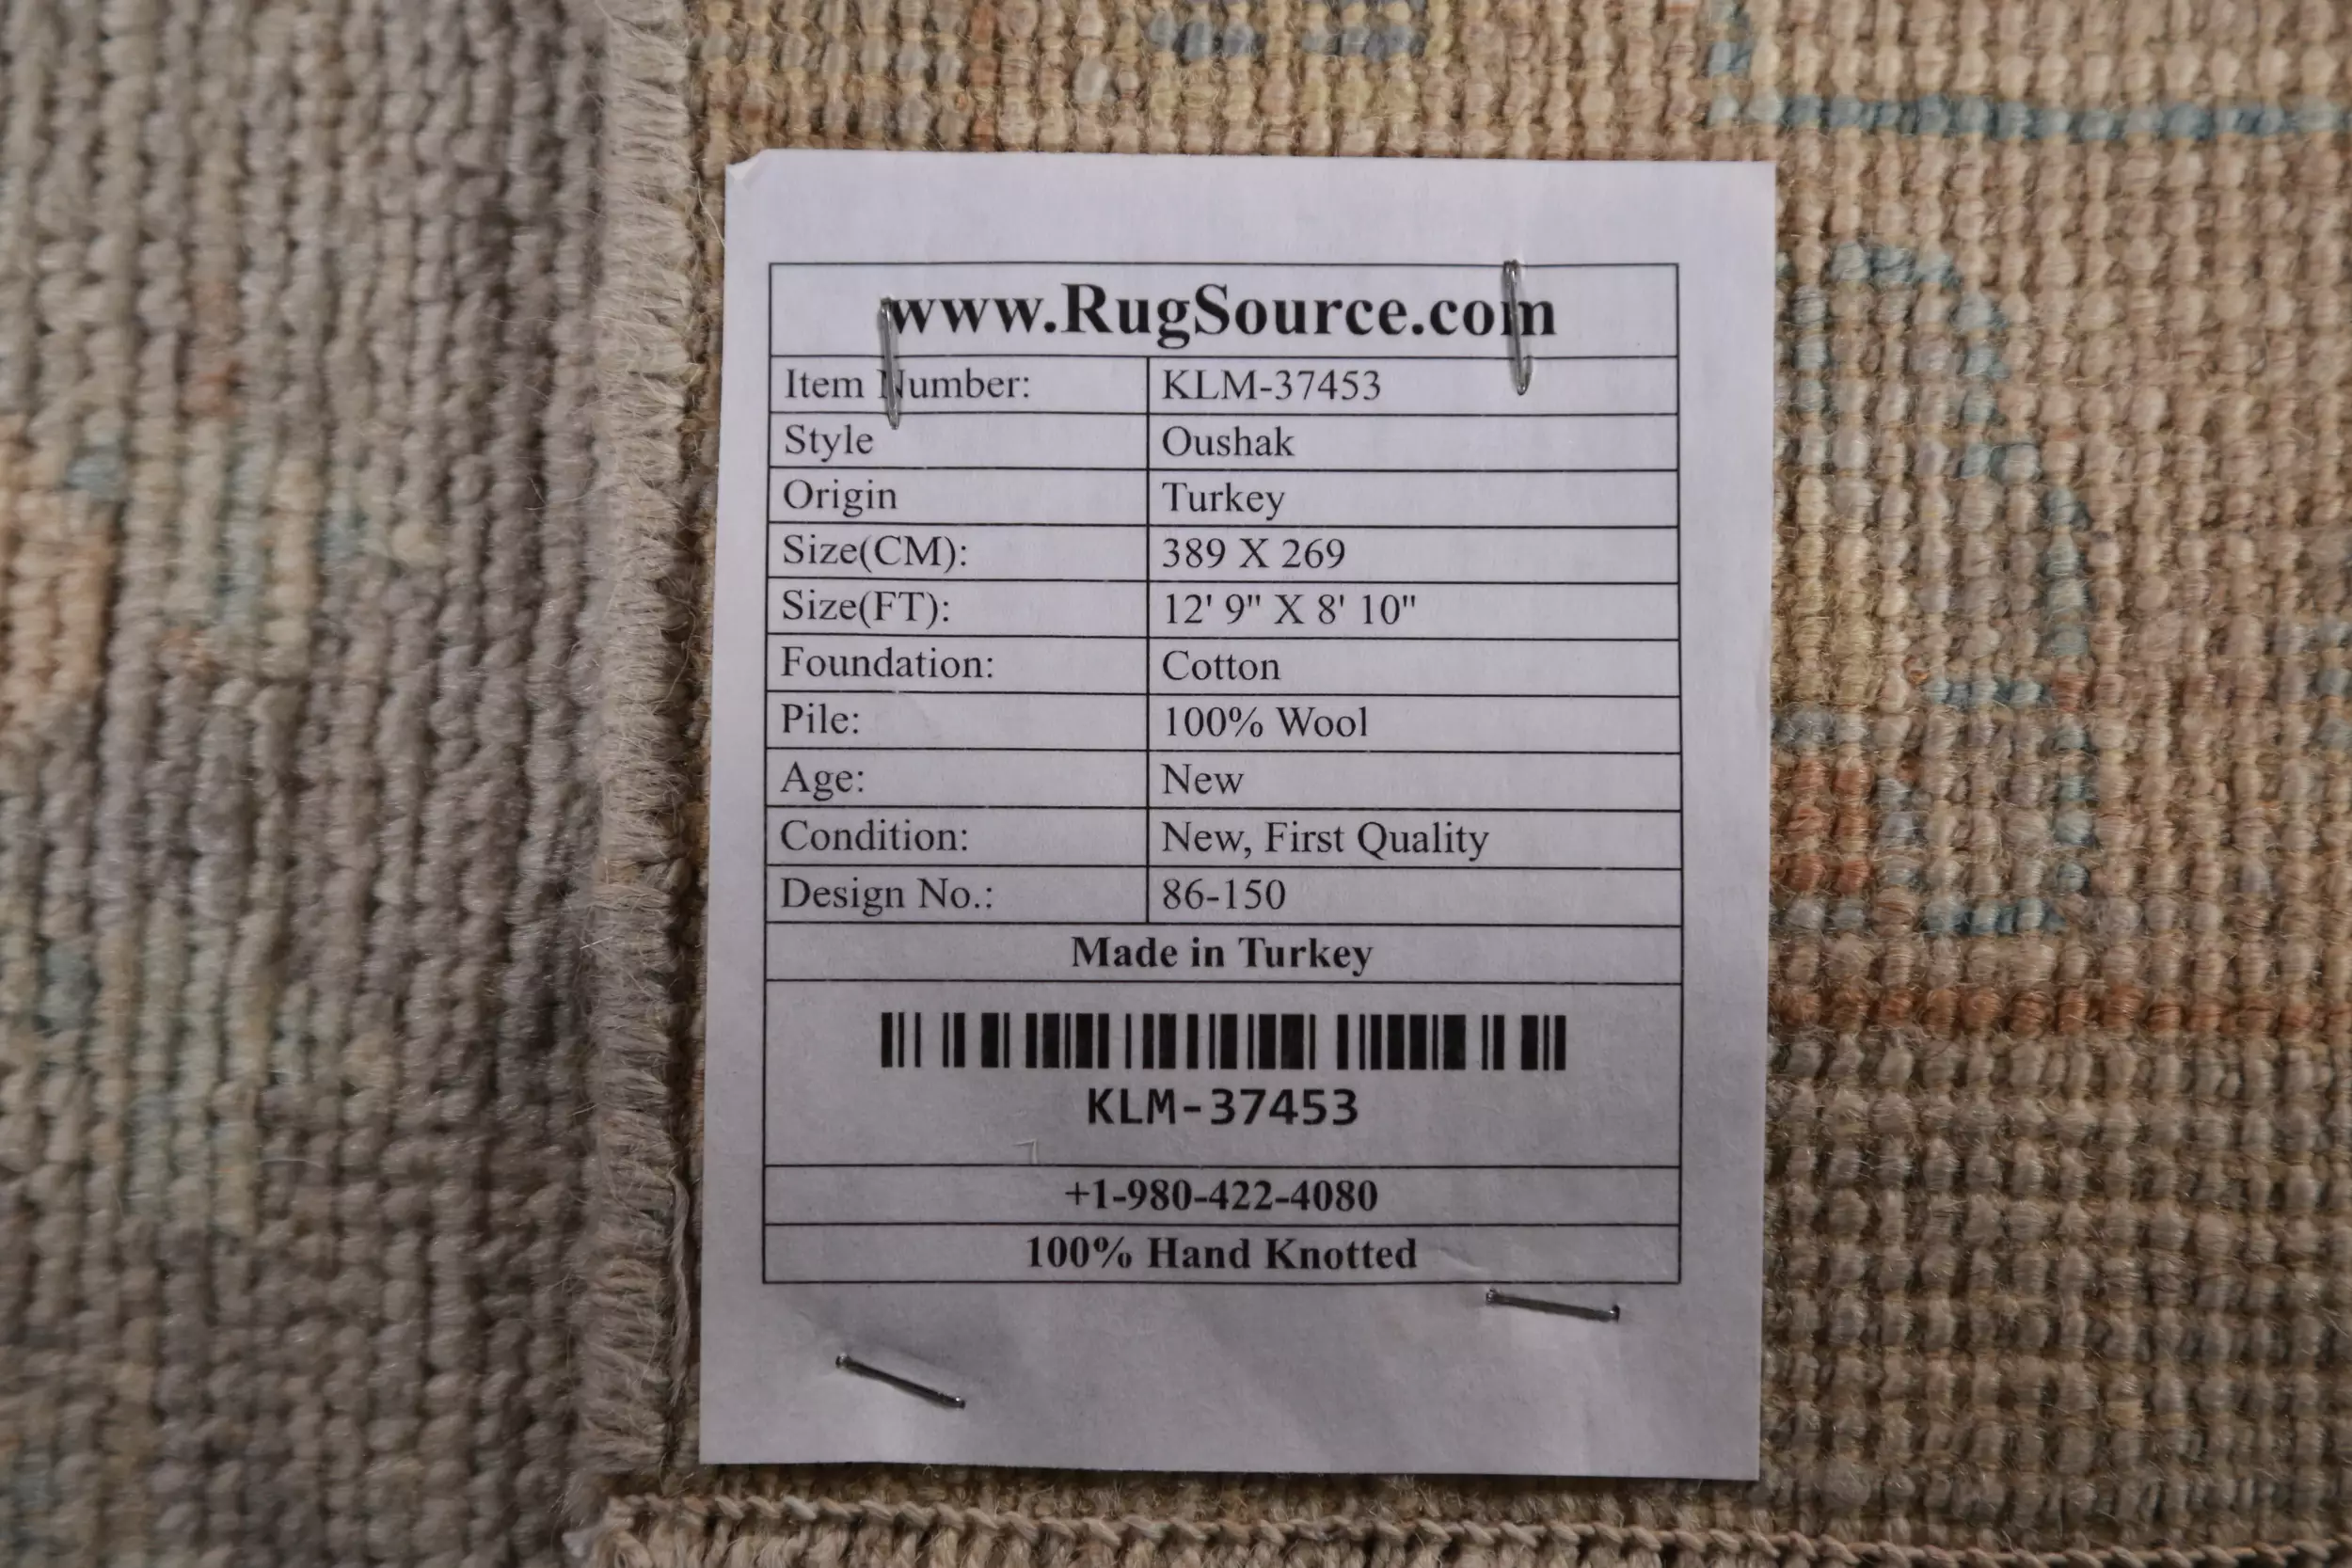 www.RugSource.com
Item Number: KLM-37453
Style Oushak
Origin Turkey
Size(CM): 389 X 269
Size(FT): 12' 9" X 8' 10"
Foundation: Cotton
Pile: 100% Wool
Age: New
Condition: New, First Quality
Design No.: 86-150
Made in Turkey
KLM-37453
+1-980-422-4080
100% Hand Knotted